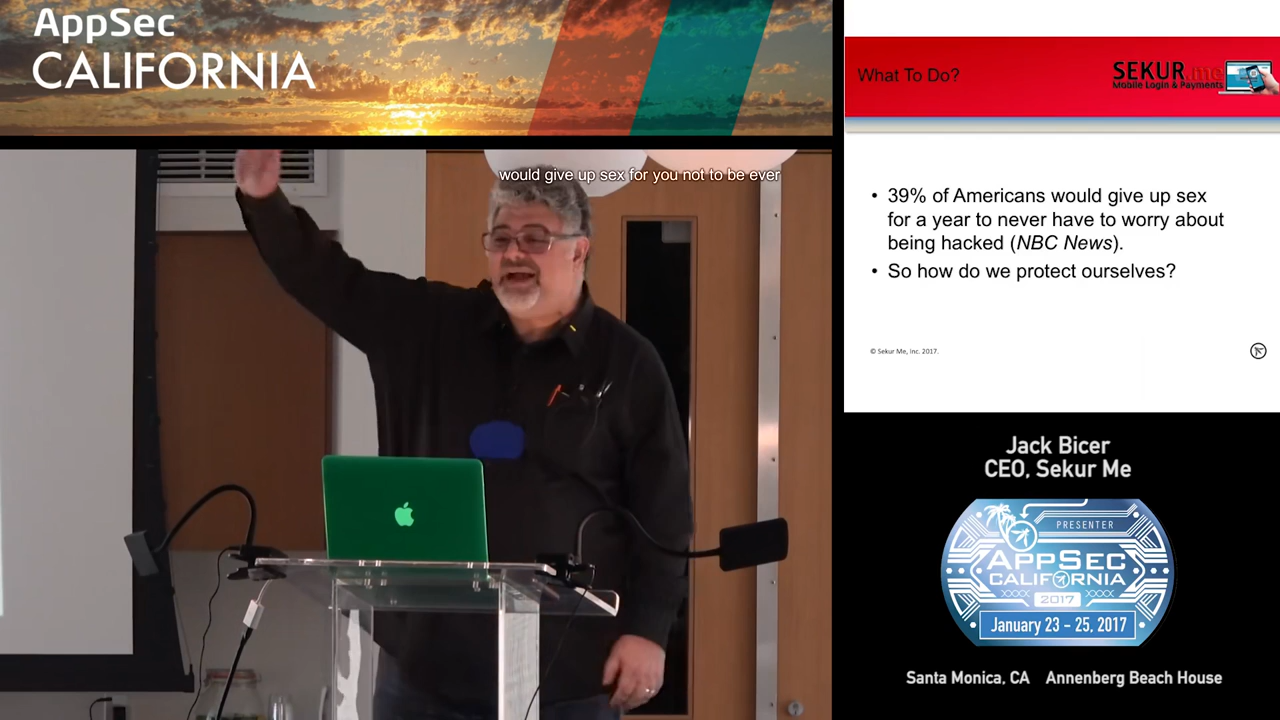 AppSec
CALIFORNIA
would give up sex for you not to be ever
What To Do?
SEKUR.me
Mobile Login & Payments
• 39% of Americans would give up sex
for a year to never have to worry about
being hacked (NBC News).
• So how do we protect ourselves?
© Sekur Me, Inc. 2017.
Jack Bicer
CEO, Sekur Me
PRESENTER
APPSEC
CALIFORNIA
2017
January 23 - 25, 2017
Santa Monica, CA Annenberg Beach House